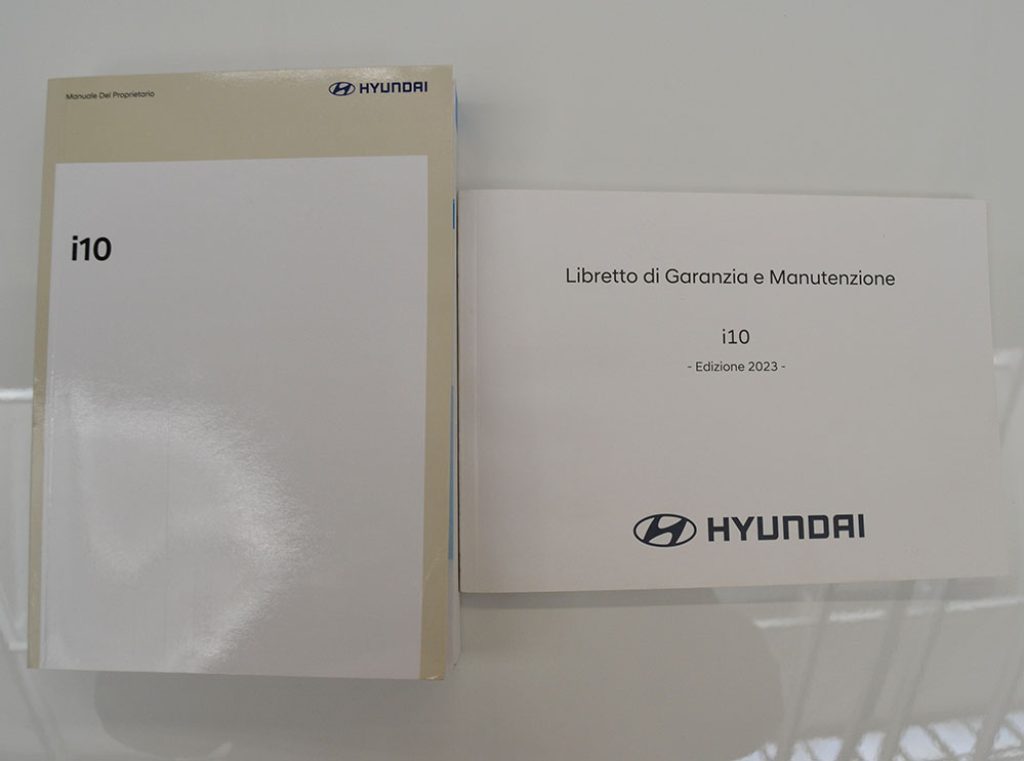 Manuale Del Proprietario
HYUNDAI
i10
Libretto di Garanzia e Manutenzione
i10
- Edizione 2023 -
HYUNDAI